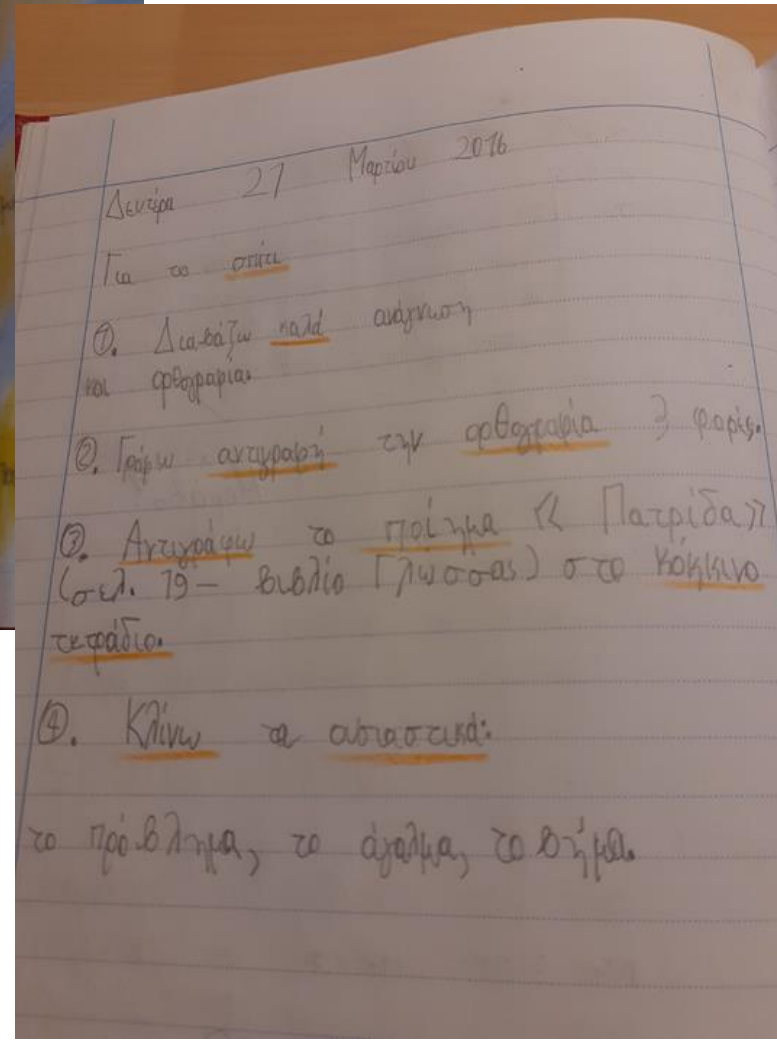 Δευτέρα 21 Μαρτίου 2016
Για το σπίτι
①. Διαβάζω καλά ανάγνωση
και ορθογραφία.
②. Γράφω αντιγραφή την ορθογραφία 3 φορές.
③. Αντιγράφω το ποίημα « Πατρίδα»
(σελ. 79 – βιβλίο Γλώσσας) στο κόκκινο
τετράδιο.
④. Κλίνω τα ουσιαστικά:
το πρόβλημα, το άγαλμα, το βήμα.